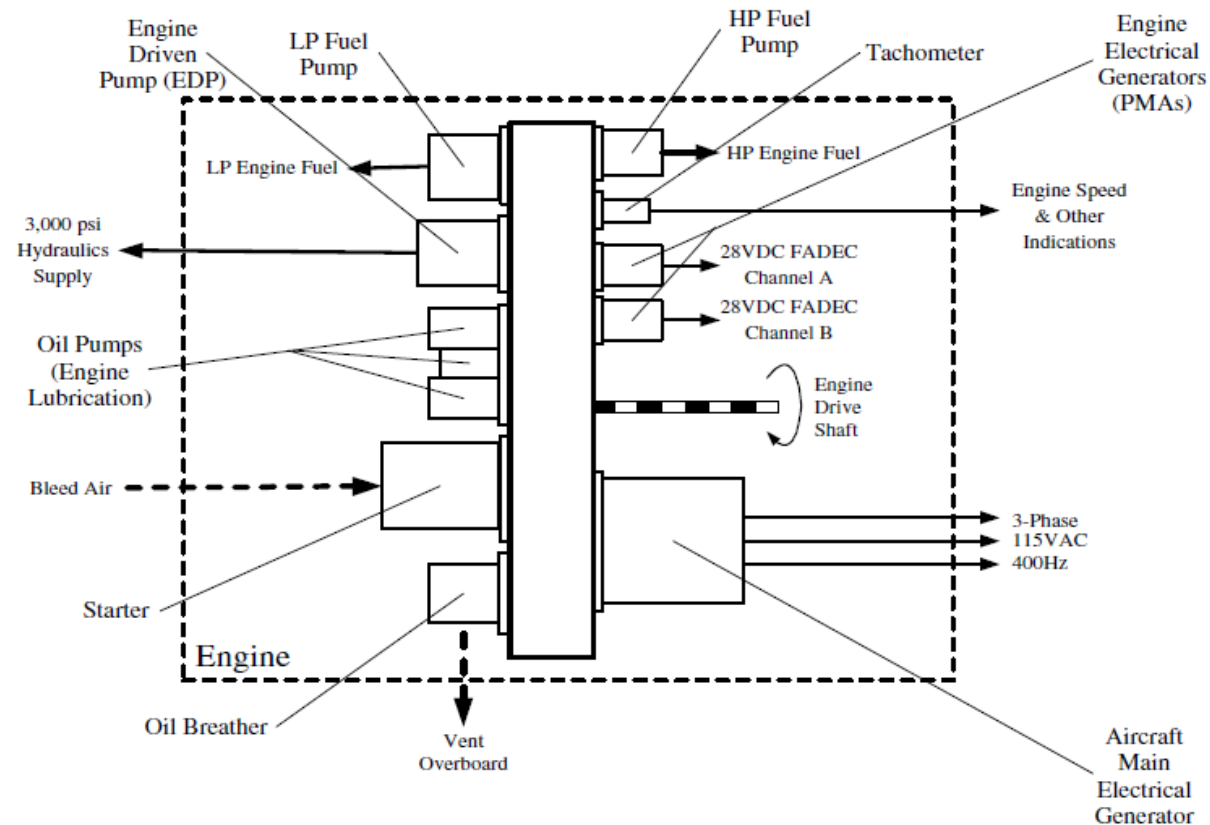 Engine
Driven
Pump (EDP)
LP Fuel
Pump
HP Fuel
Pump
Tachometer
Engine
Electrical
Generators
(PMAs)
LP Engine Fuel
HP Engine Fuel
3,000 psi
Hydraulics
Supply
Engine Speed
& Other
Indications
28VDC FADEC
Channel A
28VDC FADEC
Channel B
Oil Pumps
(Engine
Lubrication)
Engine
Drive
Shaft
Bleed Air
3-Phase
115VAC
400Hz
Starter
Engine
Oil Breather
Vent
Overboard
Aircraft
Main
Electrical
Generator